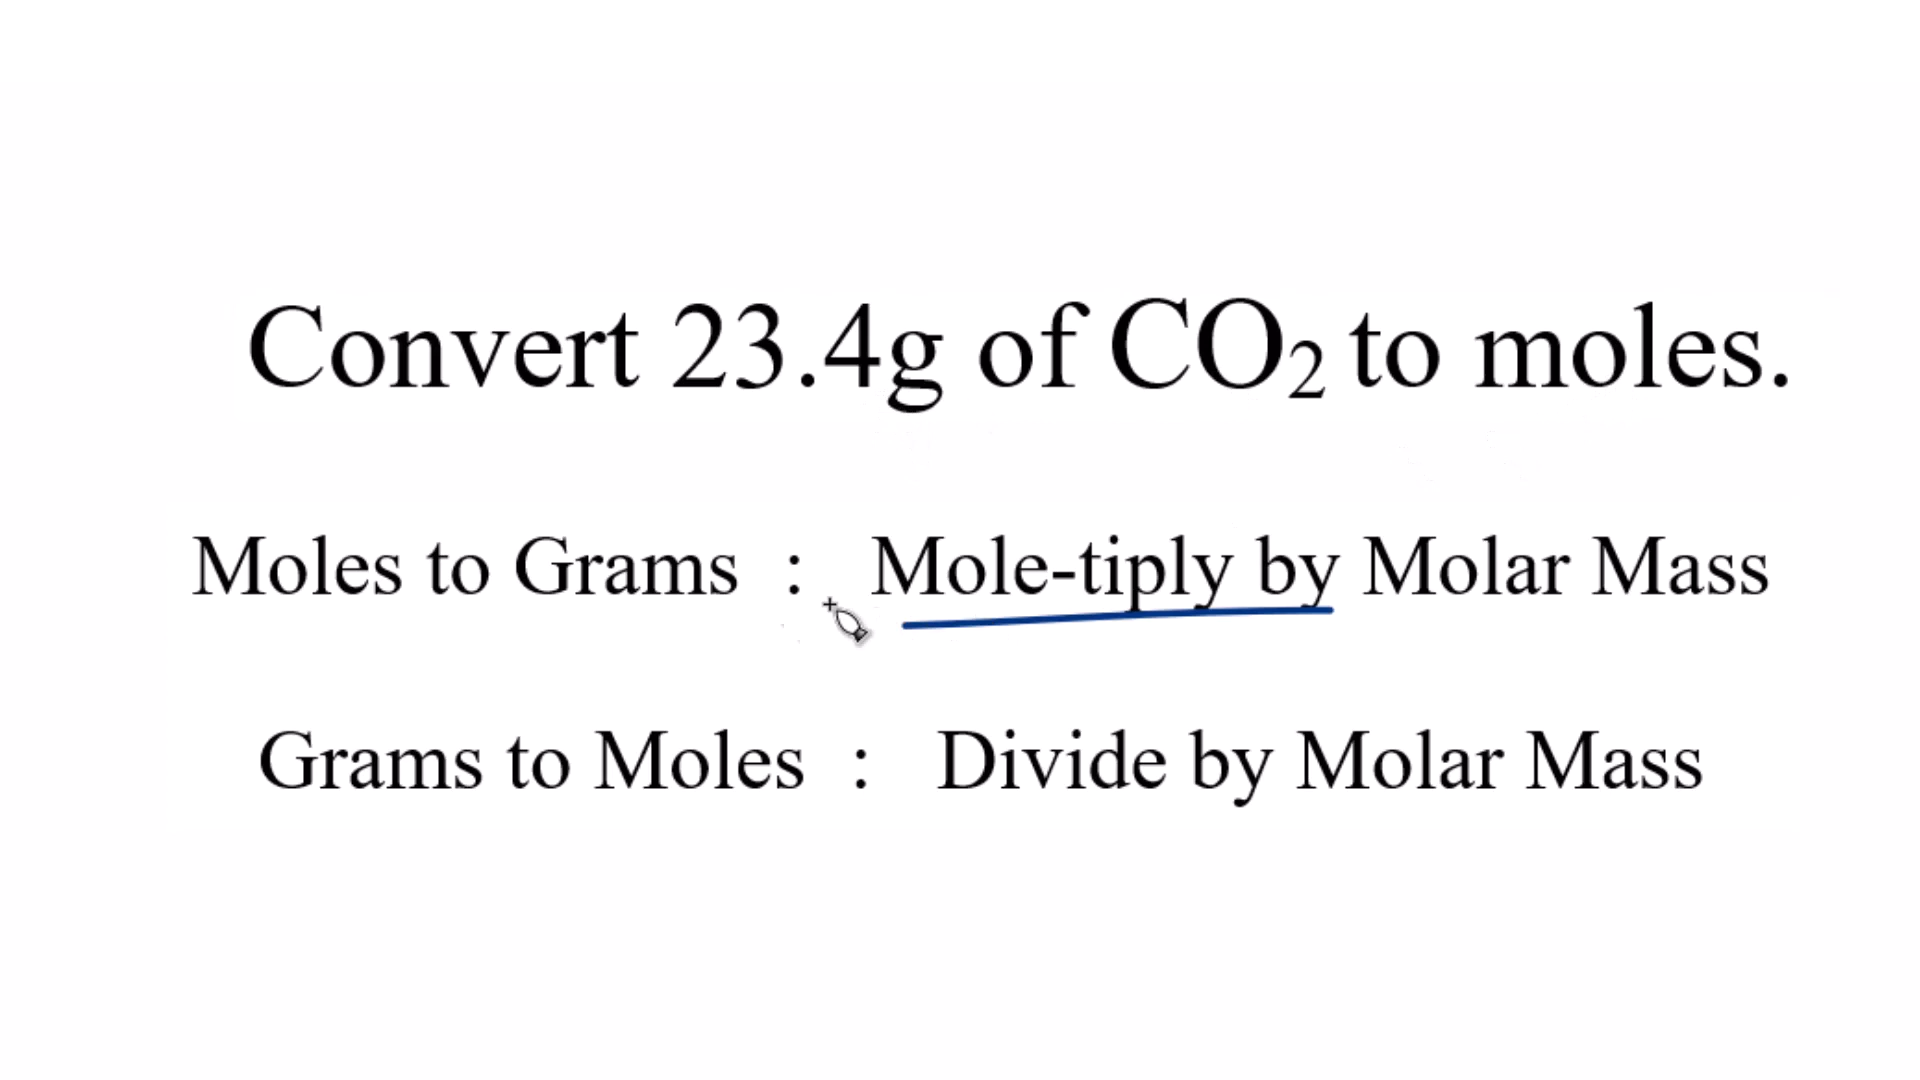 Convert 23.4g of CO₂ to moles.
Moles to Grams : Mole-tiply by Molar Mass
Grams to Moles : Divide by Molar Mass